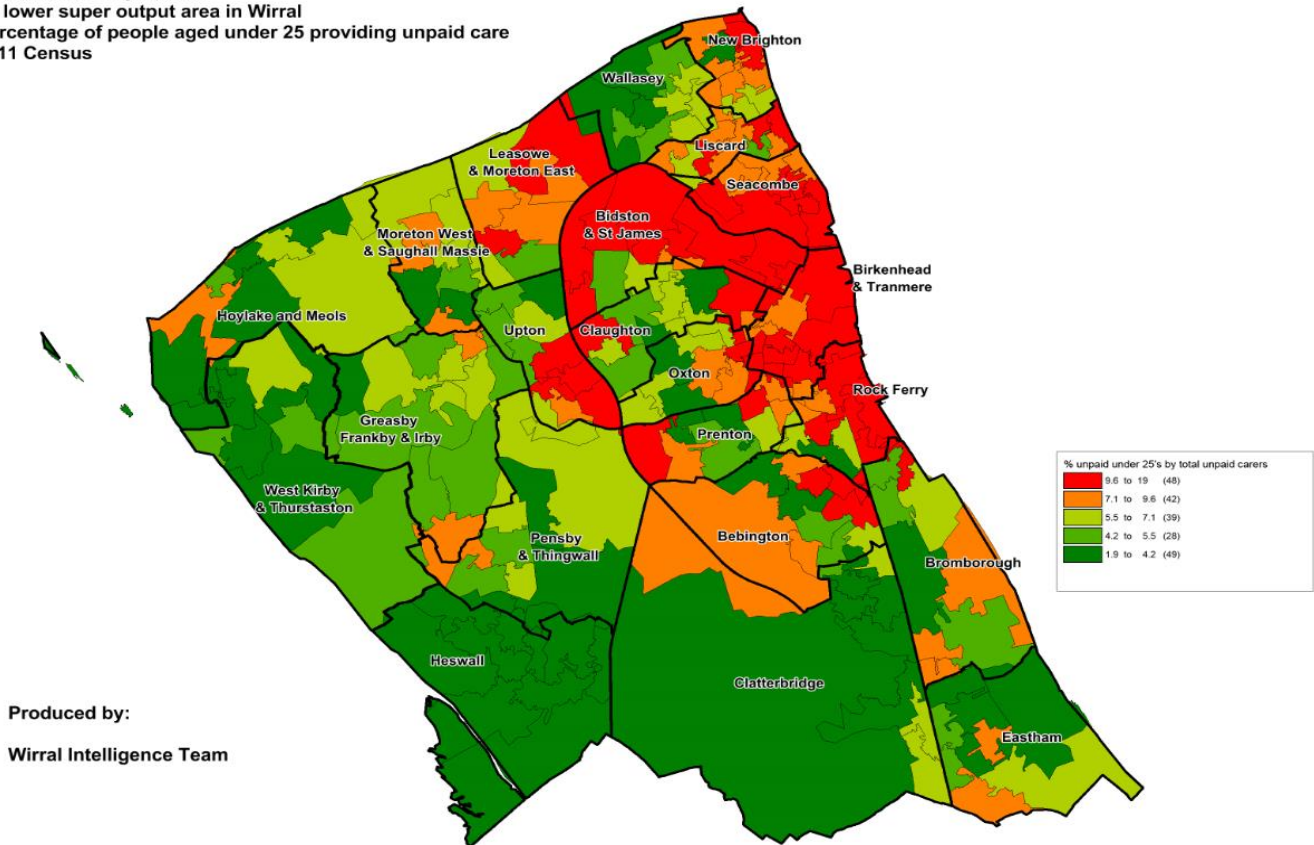 lower super output area in Wirral
rcentage of people aged under 25 providing unpaid care
11 Census
New Brighton
Wallasey
Liscard
Leasowe
& Moreton East
Seacombe
Bidston
& St James
Moreton West
& Saughall Massie
Birkenhead
& Tranmere
Hoylake and Meols
Upton
Claughton
Oxton
Rock Ferry
Greasby
Frankby & Irby
Prenton
West Kirby
& Thurstaston
Pensby
& Thingwall
Bebington
Bromborough
Heswall
Clatterbridge
Eastham
% unpaid under 25's by total unpaid carers
9.6 to 19 (48)
7.1 to 9.6 (42)
5.5 to 7.1 (39)
4.2 to 5.5 (28)
1.9 to 4.2 (49)
Produced by:
Wirral Intelligence Team